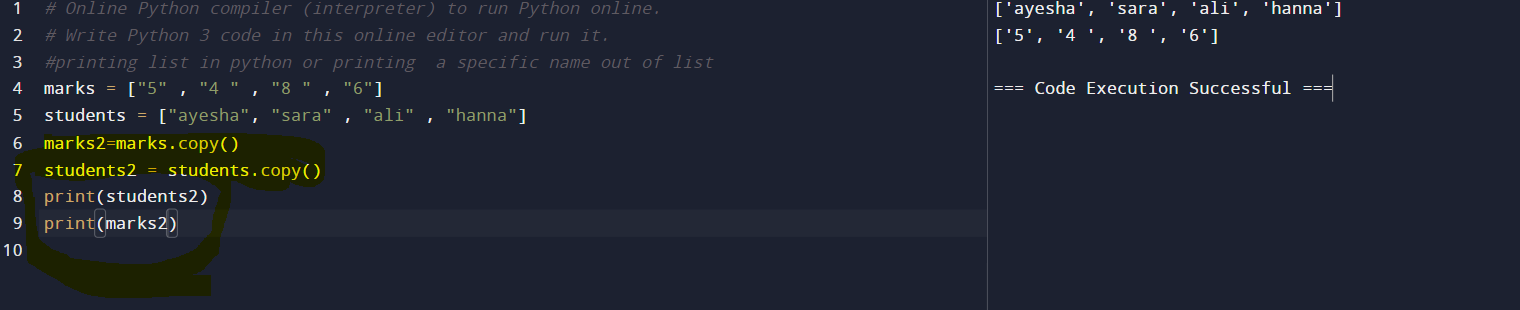 1 # Online Python compiler (interpreter) to run Python online.
2 # Write Python 3 code in this online editor and run it.
3 #printing list in python or printing  a specific name out of list
4 marks = ["5" , "4 " , "8 " , "6"]
5 students = ["ayesha", "sara" , "ali" , "hanna"]
6 marks2=marks.copy()
7 students2 = students.copy()
8 print(students2)
9 print(marks2)
10
['ayesha', 'sara', 'ali', 'hanna']
['5', '4 ', '8 ', '6']
=== Code Execution Successful ===